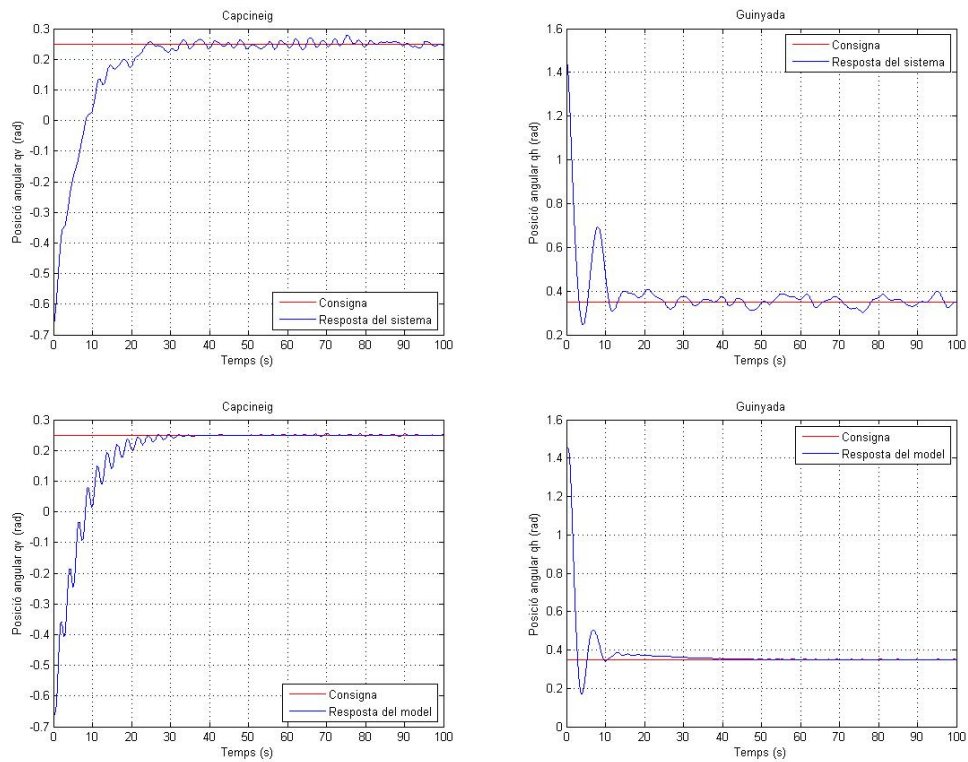 Capcineig
0.3
0.2
0.1
0
-0.1
-0.2
-0.3
-0.4
-0.5
-0.6
-0.7
Posició angular qv (rad)
Consigna
Resposta del sistema
0 10 20 30 40 50 60 70 80 90 100
Temps (s)
Guinyada
1.6
1.4
1.2
1
0.8
0.6
0.4
0.2
Posició angular qh (rad)
Consigna
Resposta del sistema
0 10 20 30 40 50 60 70 80 90 100
Temps (s)
Capcineig
0.3
0.2
0.1
0
-0.1
-0.2
-0.3
-0.4
-0.5
-0.6
-0.7
Posició angular qv (rad)
Consigna
Resposta del model
0 10 20 30 40 50 60 70 80 90 100
Temps (s)
Guinyada
1.6
1.4
1.2
1
0.8
0.6
0.4
0.2
0
Posició angular qh (rad)
Consigna
Resposta del model
0 10 20 30 40 50 60 70 80 90 100
Temps (s)